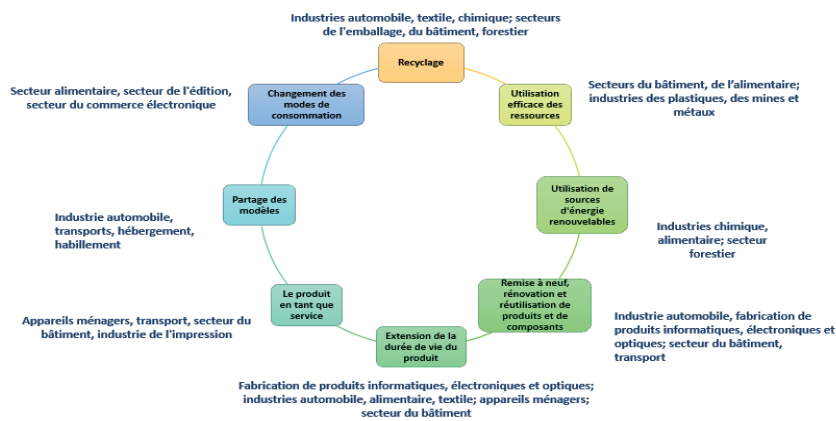 Industries automobile, textile, chimique; secteurs
de l'emballage, du bâtiment, forestier
Recyclage
Utilisation
efficace des
ressources
Secteurs du bâtiment, de l’alimentaire;
industries des plastiques, des mines et
métaux
Utilisation de
sources
d'énergie
renouvelables
Industries chimique,
alimentaire; secteur
forestier
Remise à neuf,
rénovation et
réutilisation de
produits et de
composants
Industrie automobile, fabrication de
produits informatiques, électroniques et
optiques; secteur du bâtiment,
transport
Extension de la
durée de vie du
produit
Fabrication de produits informatiques, électroniques et optiques;
industries automobile, alimentaire, textile; appareils ménagers;
secteur du bâtiment
Le produit
en tant que
service
Appareils ménagers, transport, secteur du
bâtiment, industrie de l'impression
Partage des
modèles
Industrie automobile,
transports, hébergement,
habillement
Changement des
modes de
consommation
Secteur alimentaire, secteur de l'édition,
secteur du commerce électronique